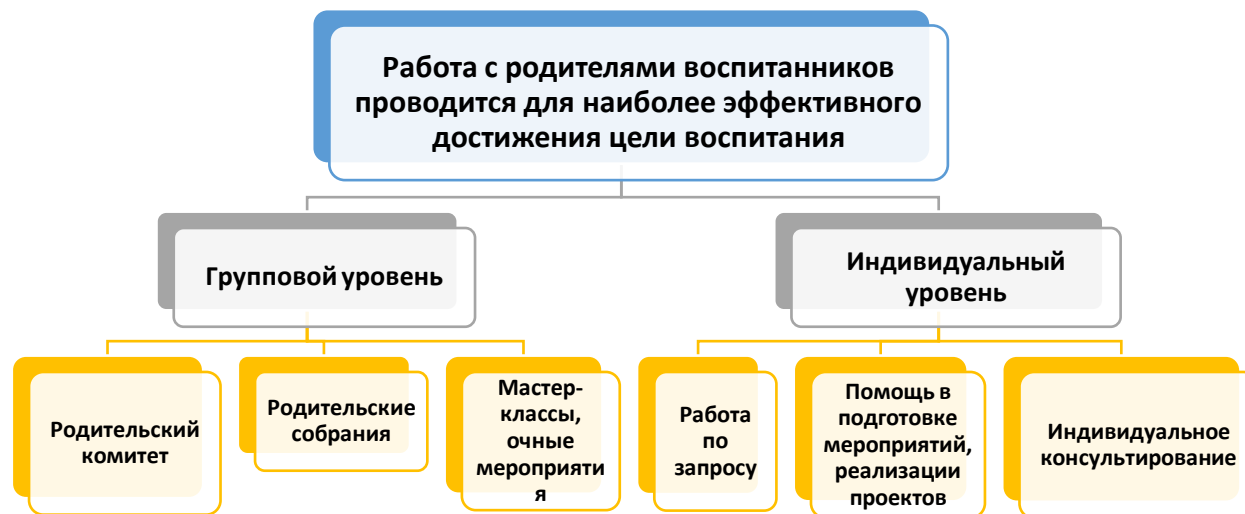 Работа с родителями воспитанников
проводится для наиболее эффективного
достижения цели воспитания
Групповой уровень
Индивидуальный
уровень
Родительский
комитет
Родительские
собрания
Мастер-
классы,
очные
мероприяти
я
Работа
по
запросу
Помощь в
подготовке
мероприятий,
реализации
проектов
Индивидуальное
консультирование